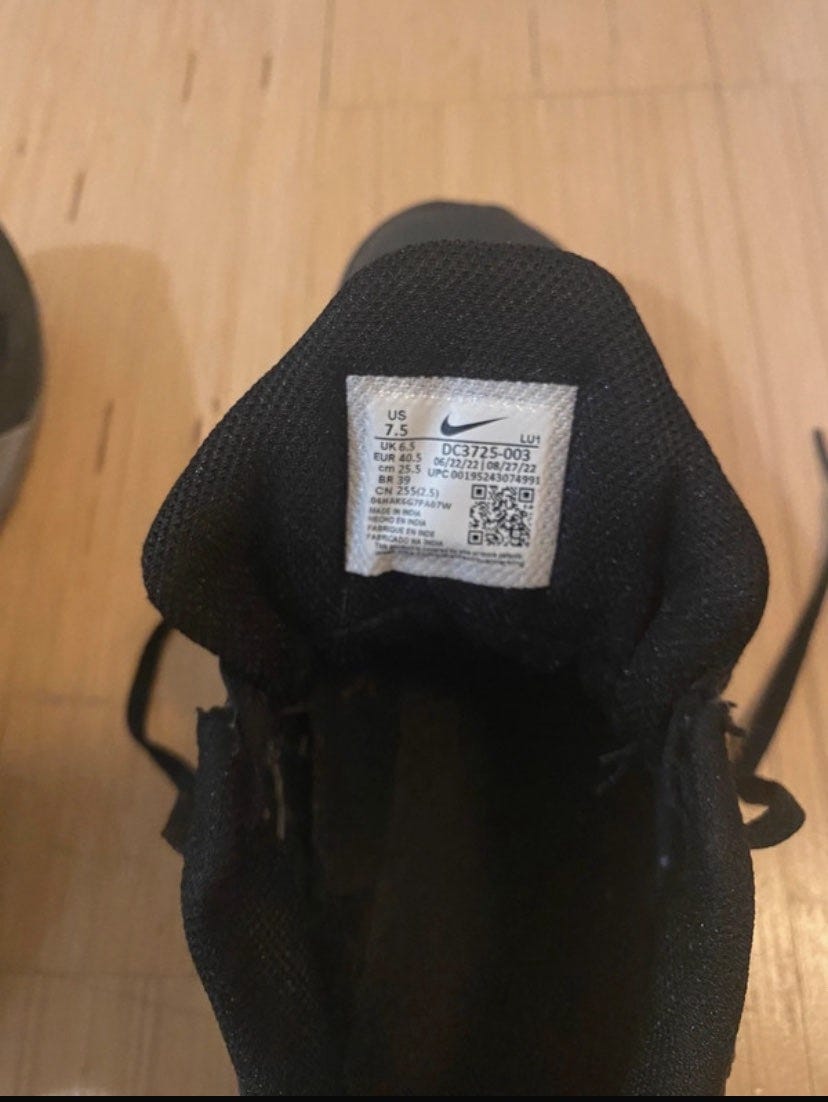 US
7.5
LU1
UK 6.5
DC3725-003
EUR 40.5
06/22/22 | 08/27/22
cm 25.5
UPC 00195243074991
BR 39
CN 255(2.5)
MADE IN INDIA
HECHO EN INDIA
FABRIQUE EN INDE
FABRICADO NA INDIA